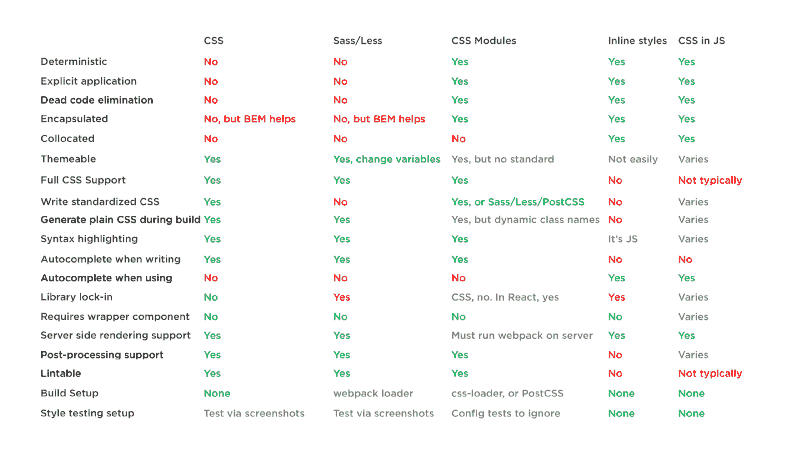 CSS Sass/Less CSS Modules Inline styles CSS in JS
Deterministic No No Yes Yes Yes
Explicit application No No Yes Yes Yes
Dead code elimination No No Yes Yes Yes
Encapsulated No, but BEM helps No, but BEM helps Yes Yes Yes
Collocated No No No Yes Yes
Themeable Yes Yes, change variables Yes, but no standard Not easily Varies
Full CSS Support Yes Yes Yes No Not typically
Write standardized CSS Yes No Yes, or Sass/Less/PostCSS No Varies
Generate plain CSS during build Yes Yes Yes, but dynamic class names No Varies
Syntax highlighting Yes Yes Yes It's JS Varies
Autocomplete when writing Yes Yes Yes No No
Autocomplete when using No No No Yes Yes
Library lock-in No Yes CSS, no. In React, yes Yes Varies
Requires wrapper component No No No No Varies
Server side rendering support Yes Yes Must run webpack on server Yes Yes
Post-processing support Yes Yes Yes No Varies
Lintable Yes Yes Yes No Not typically
Build Setup None webpack loader css-loader, or PostCSS None None
Style testing setup Test via screenshots Test via screenshots Config tests to ignore None None